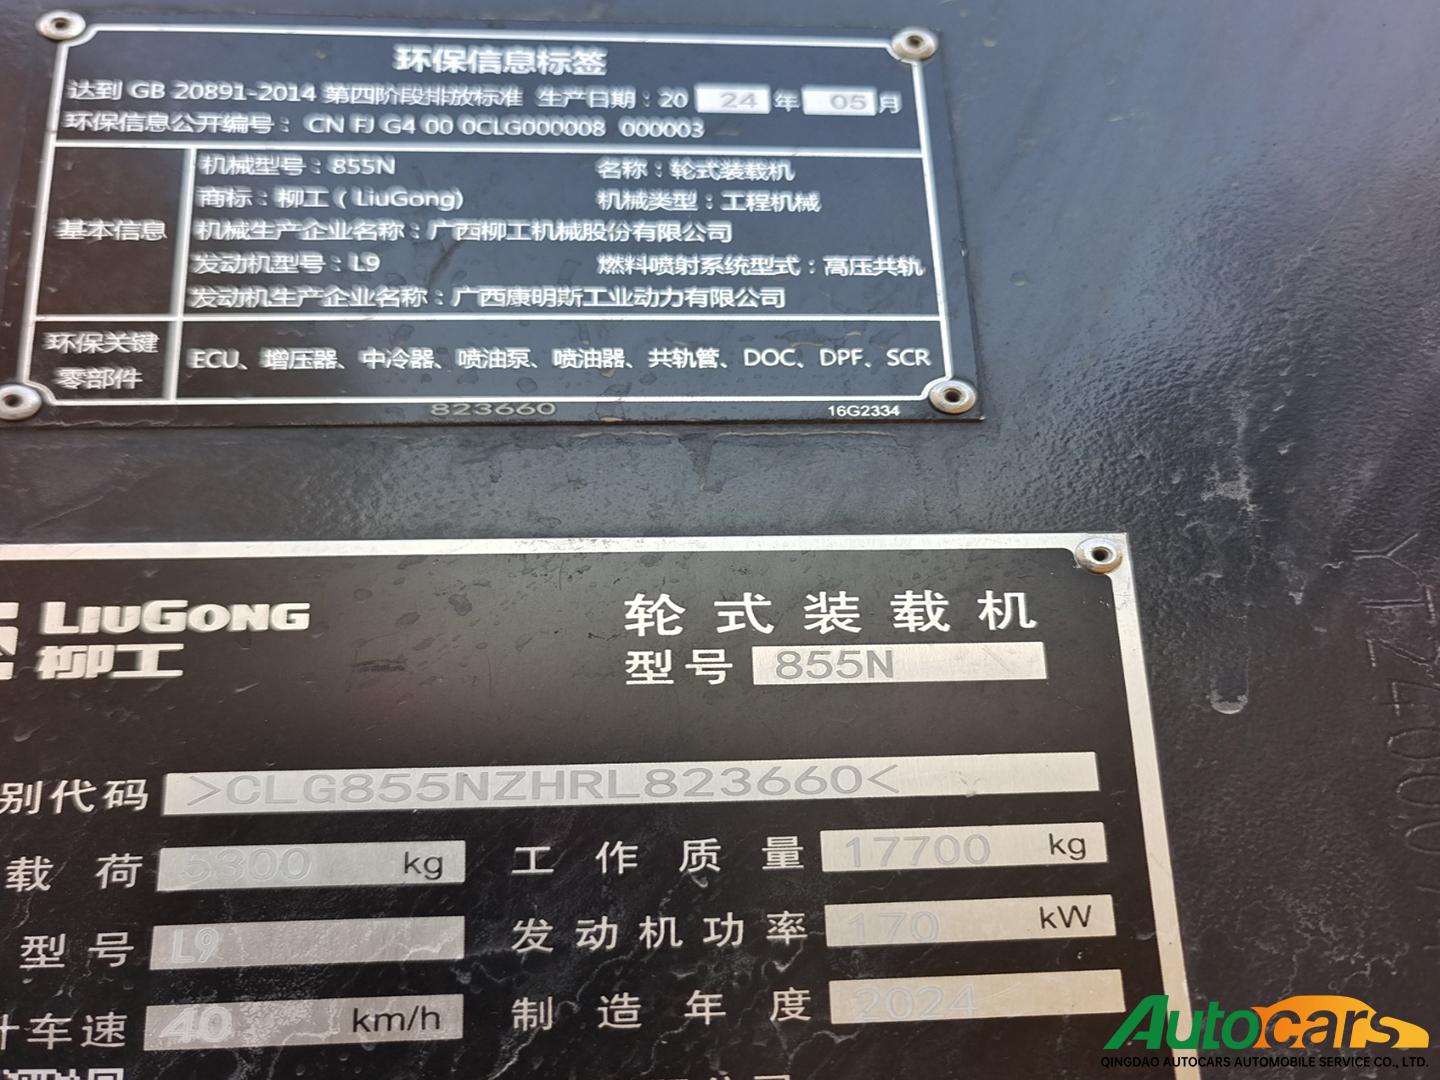 环保信息标签
达到 GB 20891-2014 第四阶段排放标准 生产日期：20 24 年 05 月
环保信息公开编号： CN FJ G4 00 0CLG000008 000003
基本信息
机械型号：855N 名称：轮式装载机
商标：柳工（LiuGong） 机械类型：工程机械
机械生产企业名称：广西柳工机械股份有限公司
发动机型号：L9 燃料喷射系统型式：高压共轨
发动机生产企业名称：广西康明斯工业动力有限公司
环保关键
零部件
ECU、增压器、中冷器、喷油泵、喷油器、共轨管、DOC、DPF、SCR
823660 16G2334
LIUGONG
柳工
轮式装载机
型号 855N
别代码 >CLG855NZHRL823660<
载荷 5300 kg 工作质量 17700 kg
型号 L9 发动机功率 170 kW
计车速 40 km/h 制造年度 2024
Autocars
QINGDAO AUTOCARS AUTOMOBILE SERVICE CO., LTD.